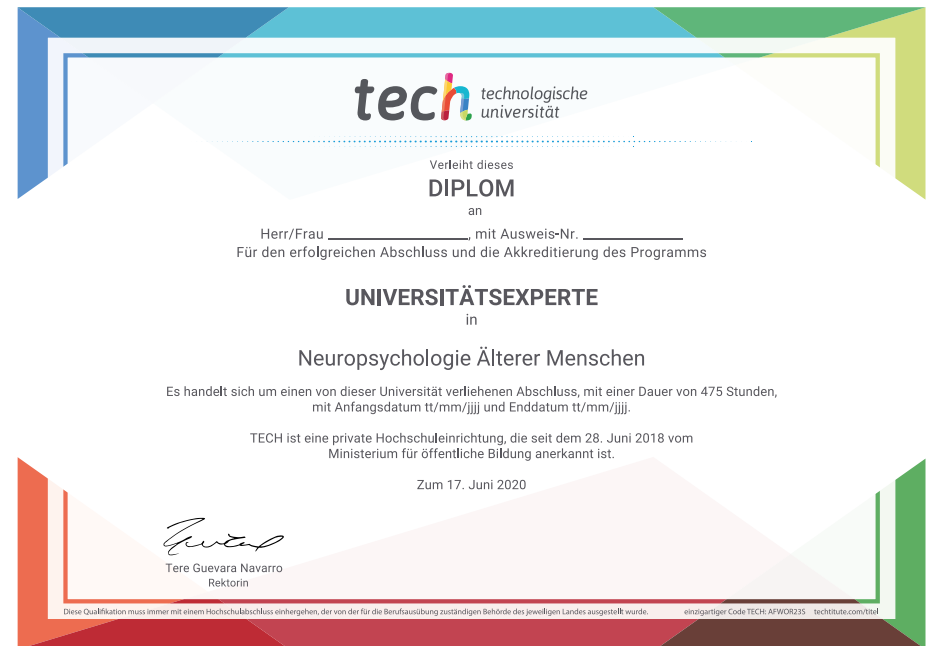 tech technologische
universität
Verleiht dieses
DIPLOM
an
Herr/Frau ____________________, mit Ausweis-Nr. ______________
Für den erfolgreichen Abschluss und die Akkreditierung des Programms
UNIVERSITÄTSEXPERTE
in
Neuropsychologie Älterer Menschen
Es handelt sich um einen von dieser Universität verliehenen Abschluss, mit einer Dauer von 475 Stunden,
mit Anfangsdatum tt/mm/jjjj und Enddatum tt/mm/jjjj.
TECH ist eine private Hochschuleinrichtung, die seit dem 28. Juni 2018 vom
Ministerium für öffentliche Bildung anerkannt ist.
Zum 17. Juni 2020
Tere Guevara Navarro
Rektorin
Diese Qualifikation muss immer mit einem Hochschulabschluss einhergehen, der von der für die Berufsausübung zuständigen Behörde des jeweiligen Landes ausgestellt wurde. einzigartiger Code TECH: AFWOR23S techtitute.com/titel